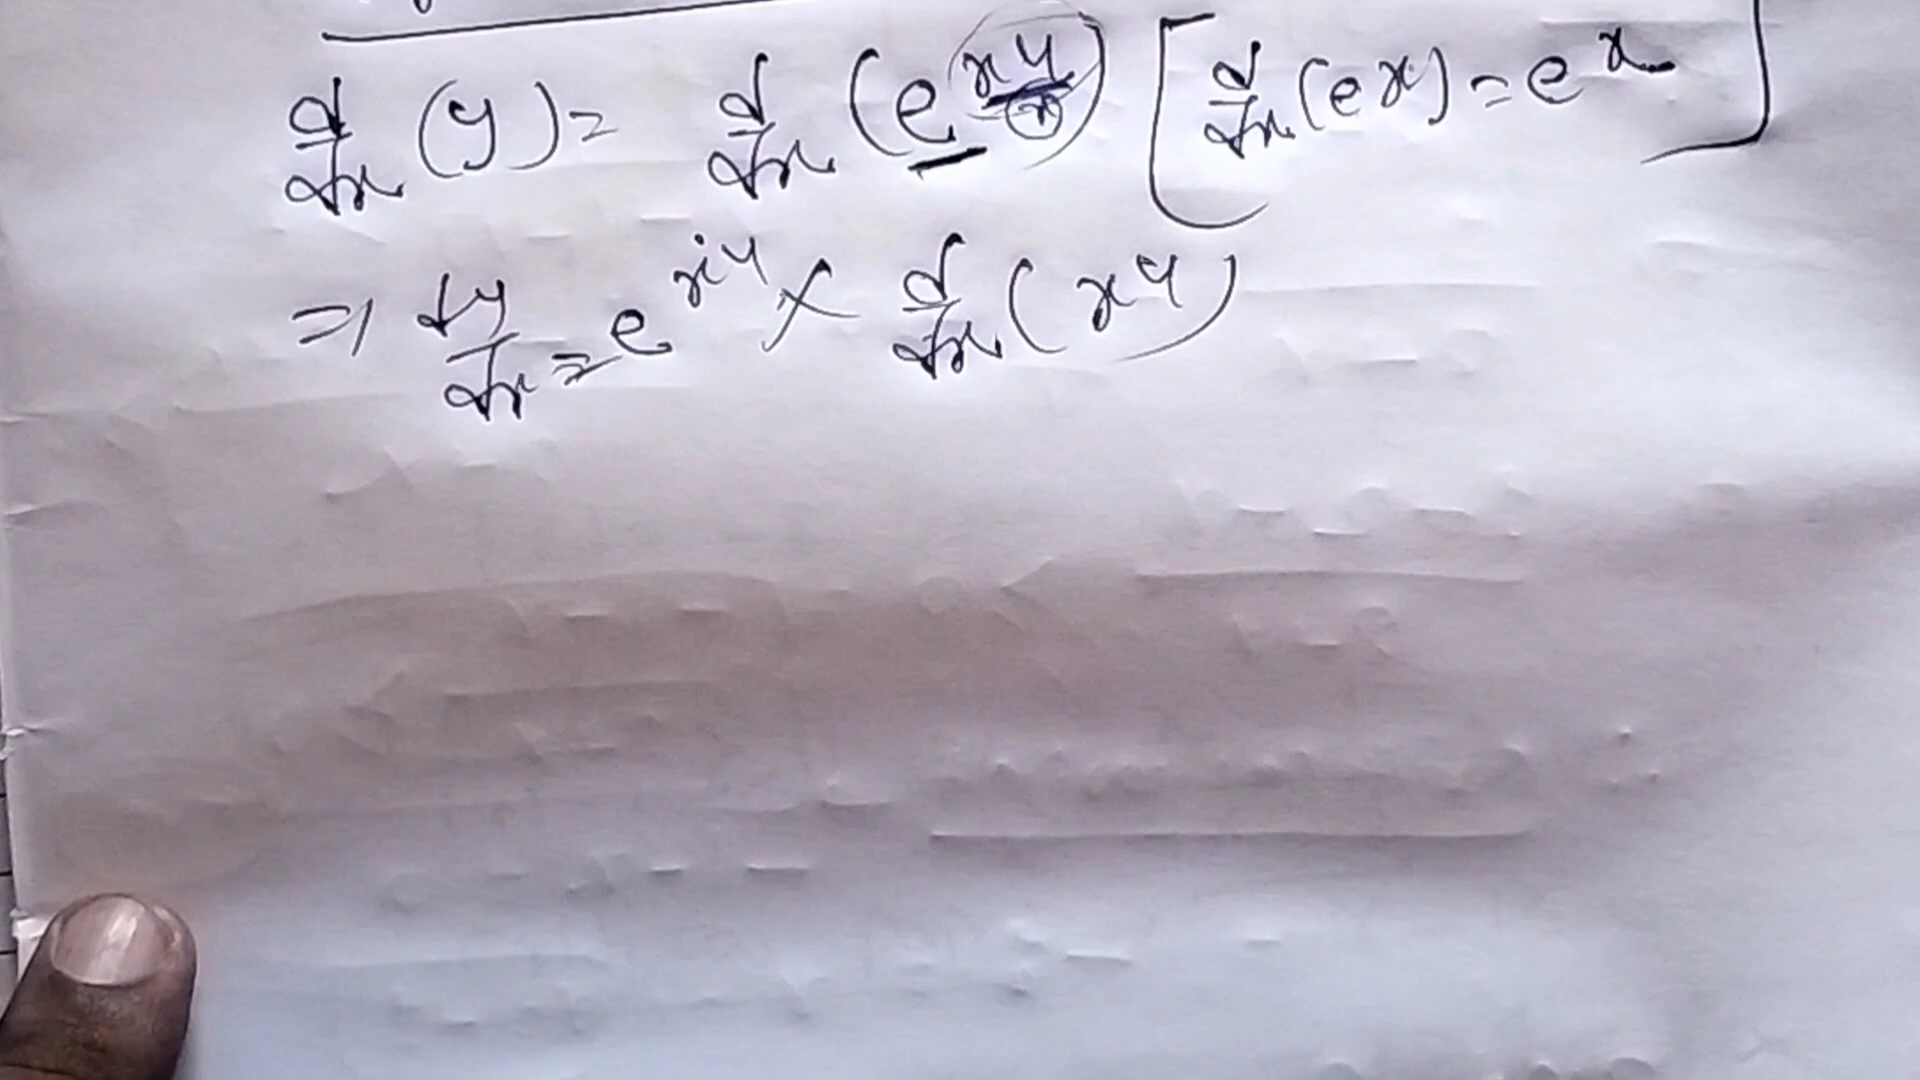 d/dx (y) = d/dx (e^xy) [d/dx (e^x) = e^x]
=> dy/dx = e^xy × d/dx (xy)